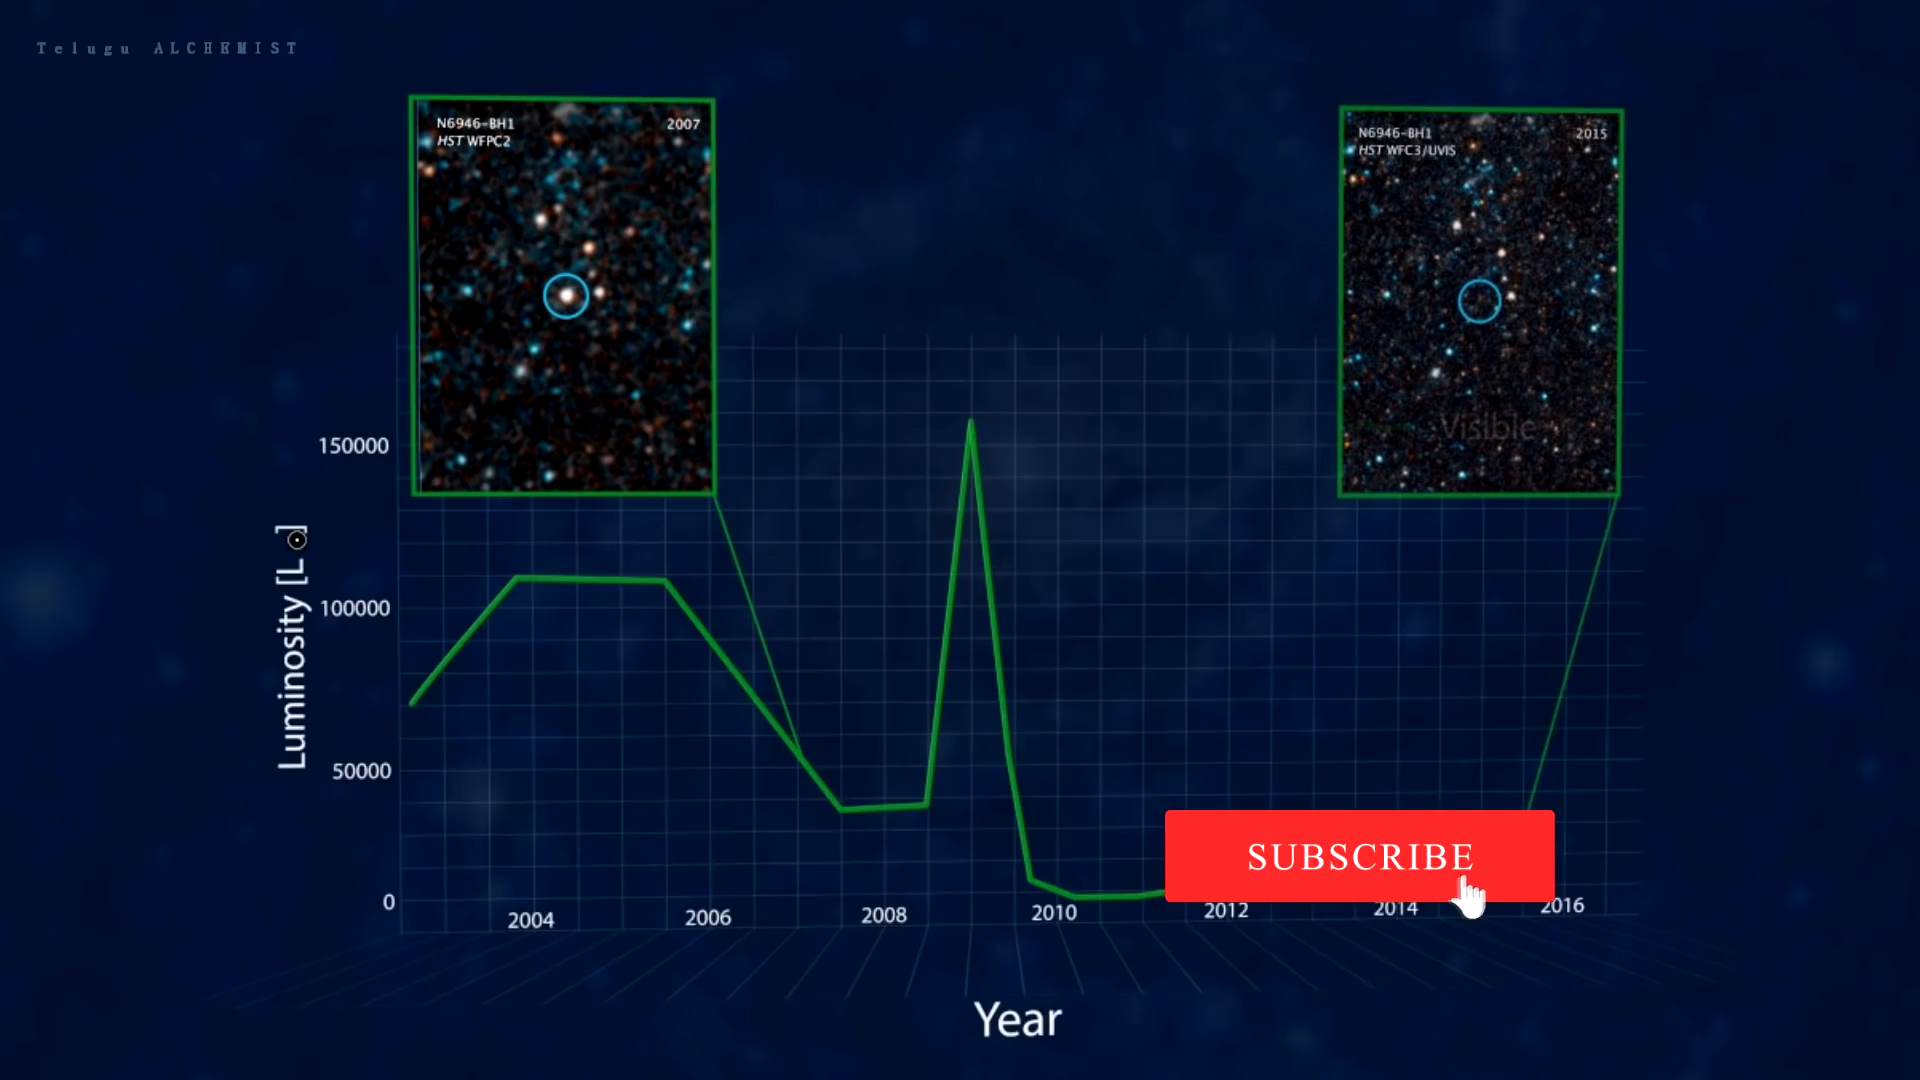 Telugu ALCHEMIST
N6946-BH1 2007
HST WFPC2
N6946-BH1 2015
HST WFC3/UVIS
Visible
150000
100000
50000
0
Luminosity [L ☉]
2004 2006 2008 2010 2012 2014 2016
SUBSCRIBE
Year